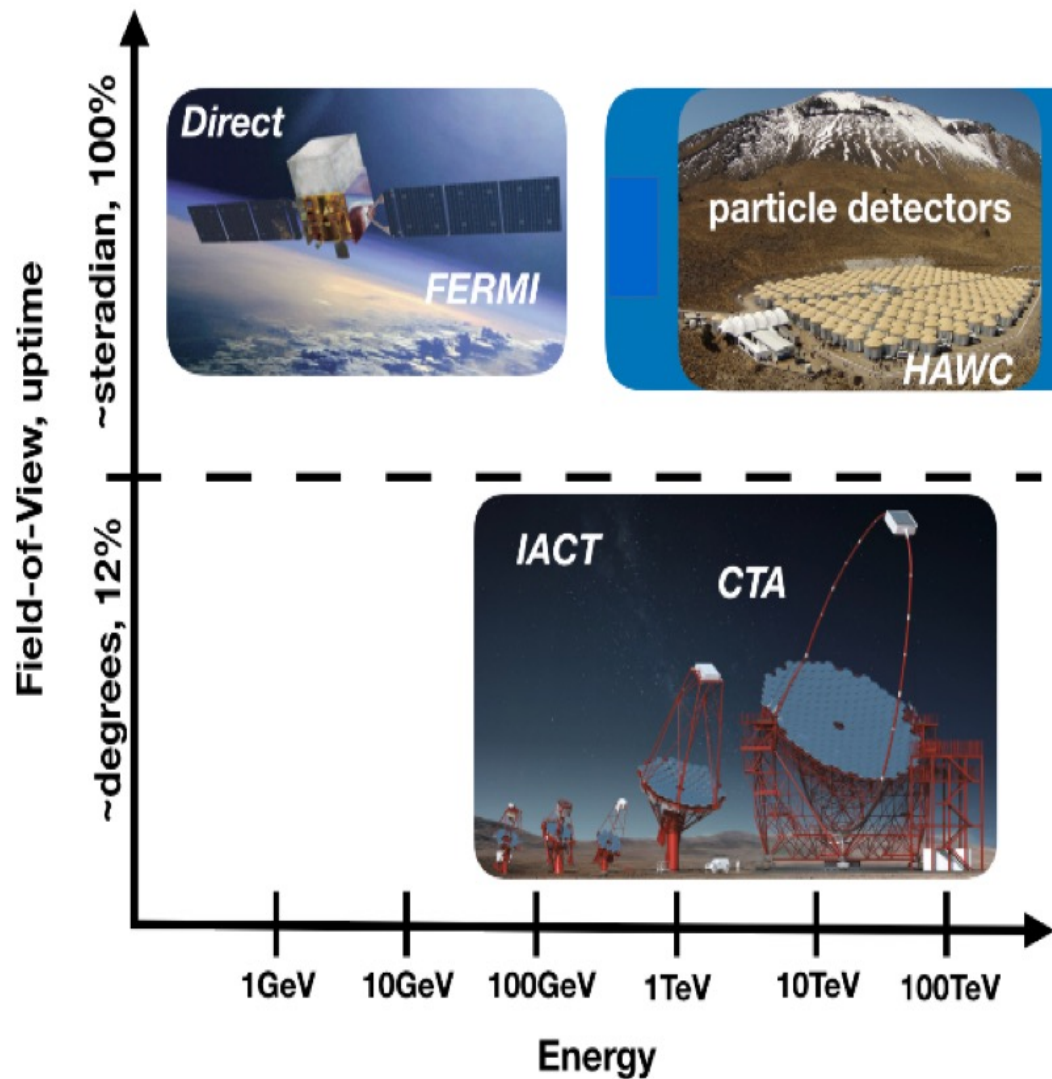 Field-of-View, uptime
~steradian, 100%
~degrees, 12%
Direct
FERMI
particle detectors
HAWC
IACT
CTA
1GeV 10GeV 100GeV 1TeV 10TeV 100TeV
Energy